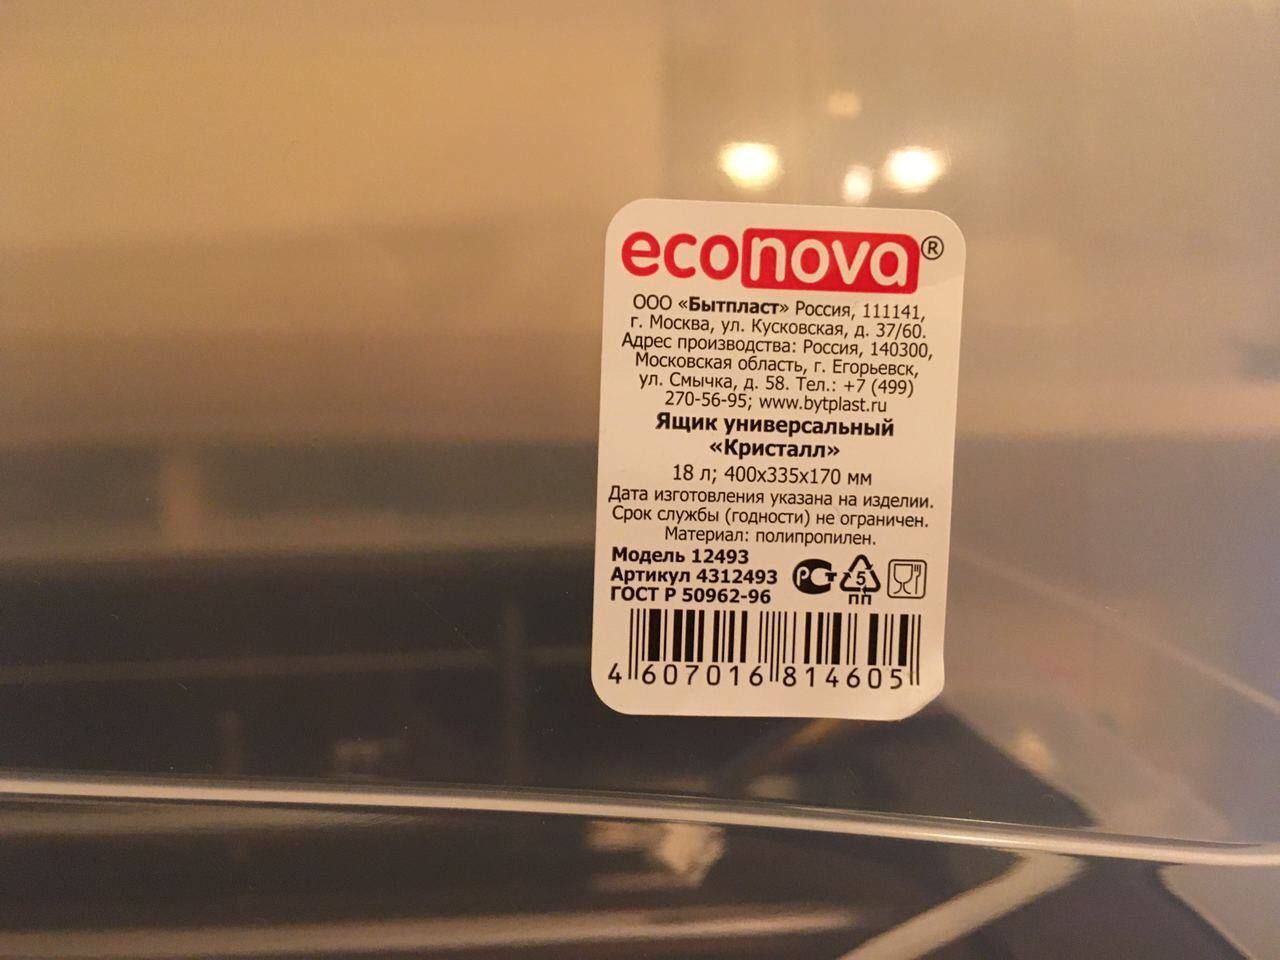 econova®
ООО «Бытпласт» Россия, 111141,
г. Москва, ул. Кусковская, д. 37/60.
Адрес производства: Россия, 140300,
Московская область, г. Егорьевск,
ул. Смычка, д. 58. Тел.: +7 (499)
270-56-95; www.bytplast.ru
Ящик универсальный
«Кристалл»
18 л; 400х335х170 мм
Дата изготовления указана на изделии.
Срок службы (годности) не ограничен.
Материал: полипропилен.
Модель 12493
Артикул 4312493
ГОСТ Р 50962-96
РСТ
5
ПП
4 607016 814605